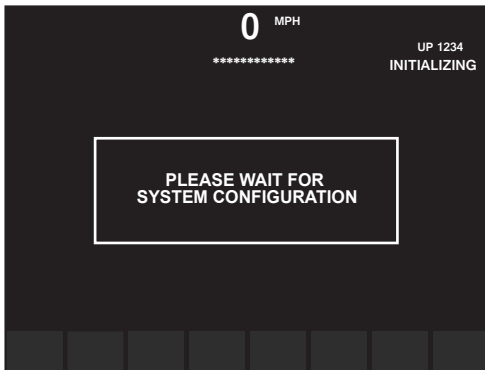 0 MPH
************
UP 1234
INITIALIZING
PLEASE WAIT FOR
SYSTEM CONFIGURATION